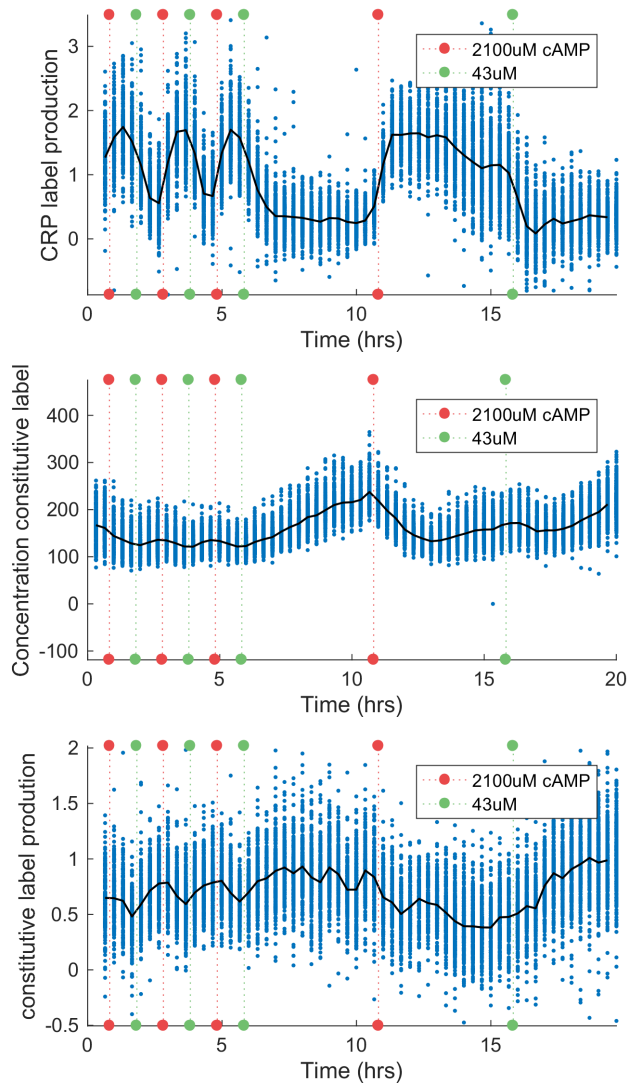 CRP label production
3
2
1
0
2100uM cAMP
43uM
0
5
10
15
Time (hrs)
Concentration constitutive label
400
300
200
100
0
-100
2100uM cAMP
43uM
0
5
10
15
20
Time (hrs)
constitutive label prodution
2
1.5
1
0.5
0
-0.5
2100uM cAMP
43uM
0
5
10
15
Time (hrs)